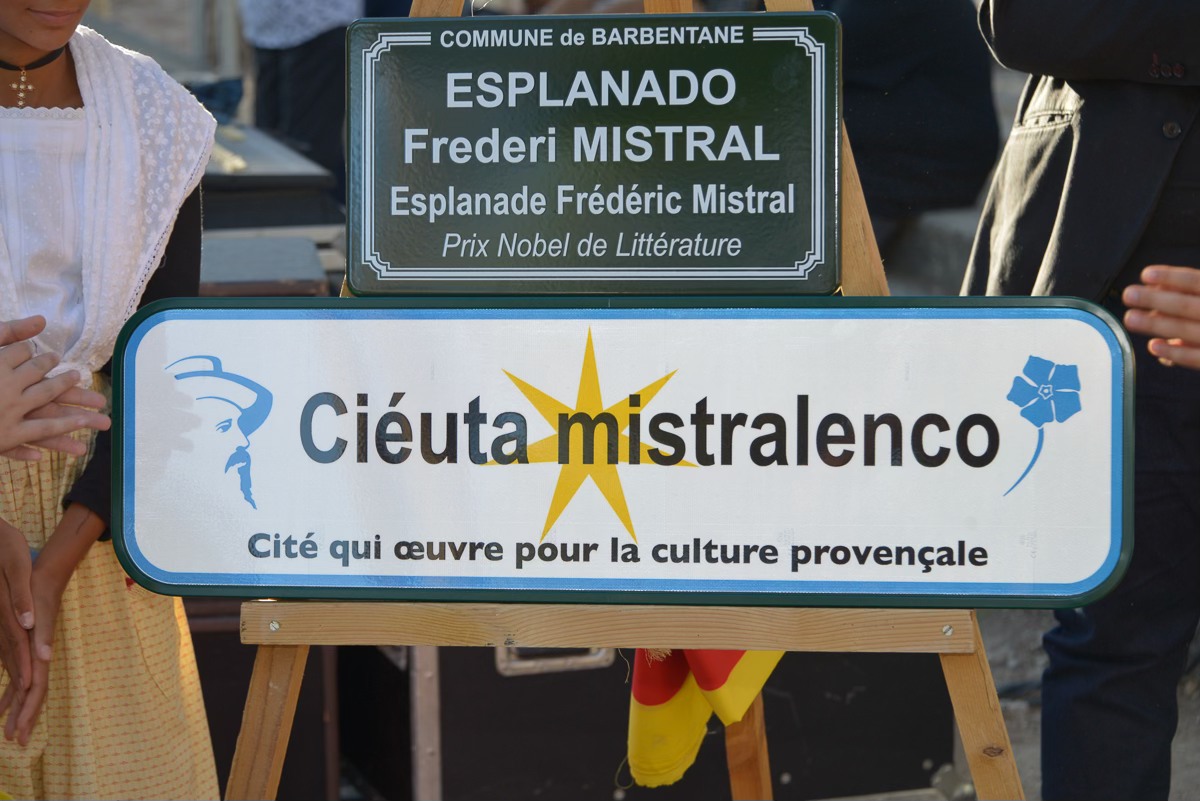 COMMUNE de BARBENTANE
ESPLANADO
Frederi MISTRAL
Esplanade Frédéric Mistral
Prix Nobel de Littérature
Ciéuta mistralenco
Cité qui œuvre pour la culture provençale